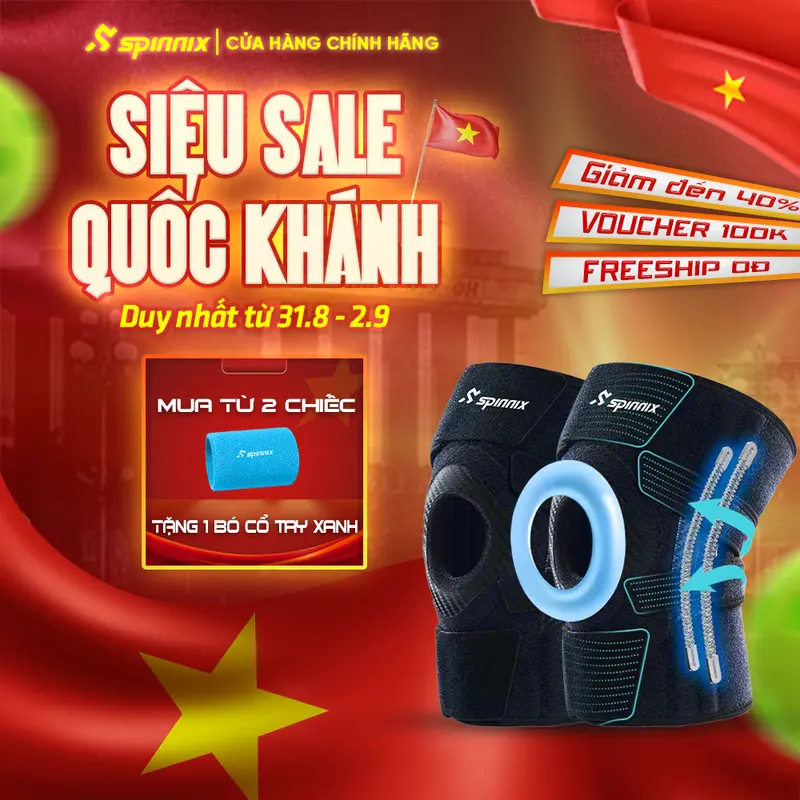 spinnix | CỬA HÀNG CHÍNH HÃNG
SIÊU SALE
QUỐC KHÁNH
Duy nhất từ 31.8 - 2.9
Giảm đến 40%
VOUCHER 100K
FREESHIP 0Đ
MUA TỪ 2 CHIẾC
spinnix
TẶNG 1 BÓ CỔ TAY XANH
spinnix
spinnix